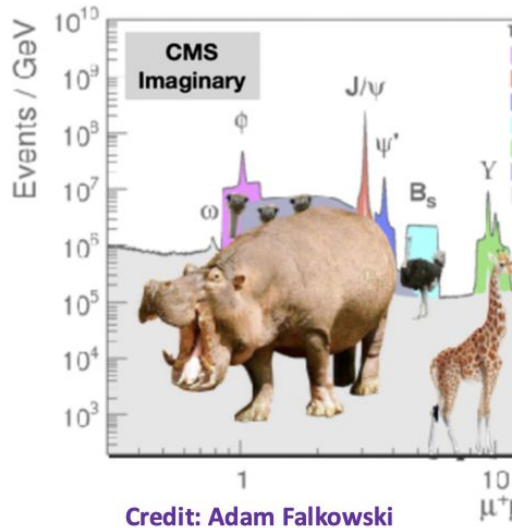 Events / GeV
10^10
10^9
10^8
10^7
10^6
10^5
10^4
10^3
CMS
Imaginary
ω
ϕ
J/ψ
ψ'
B_s
Υ
1
10
μ⁺
Credit: Adam Falkowski